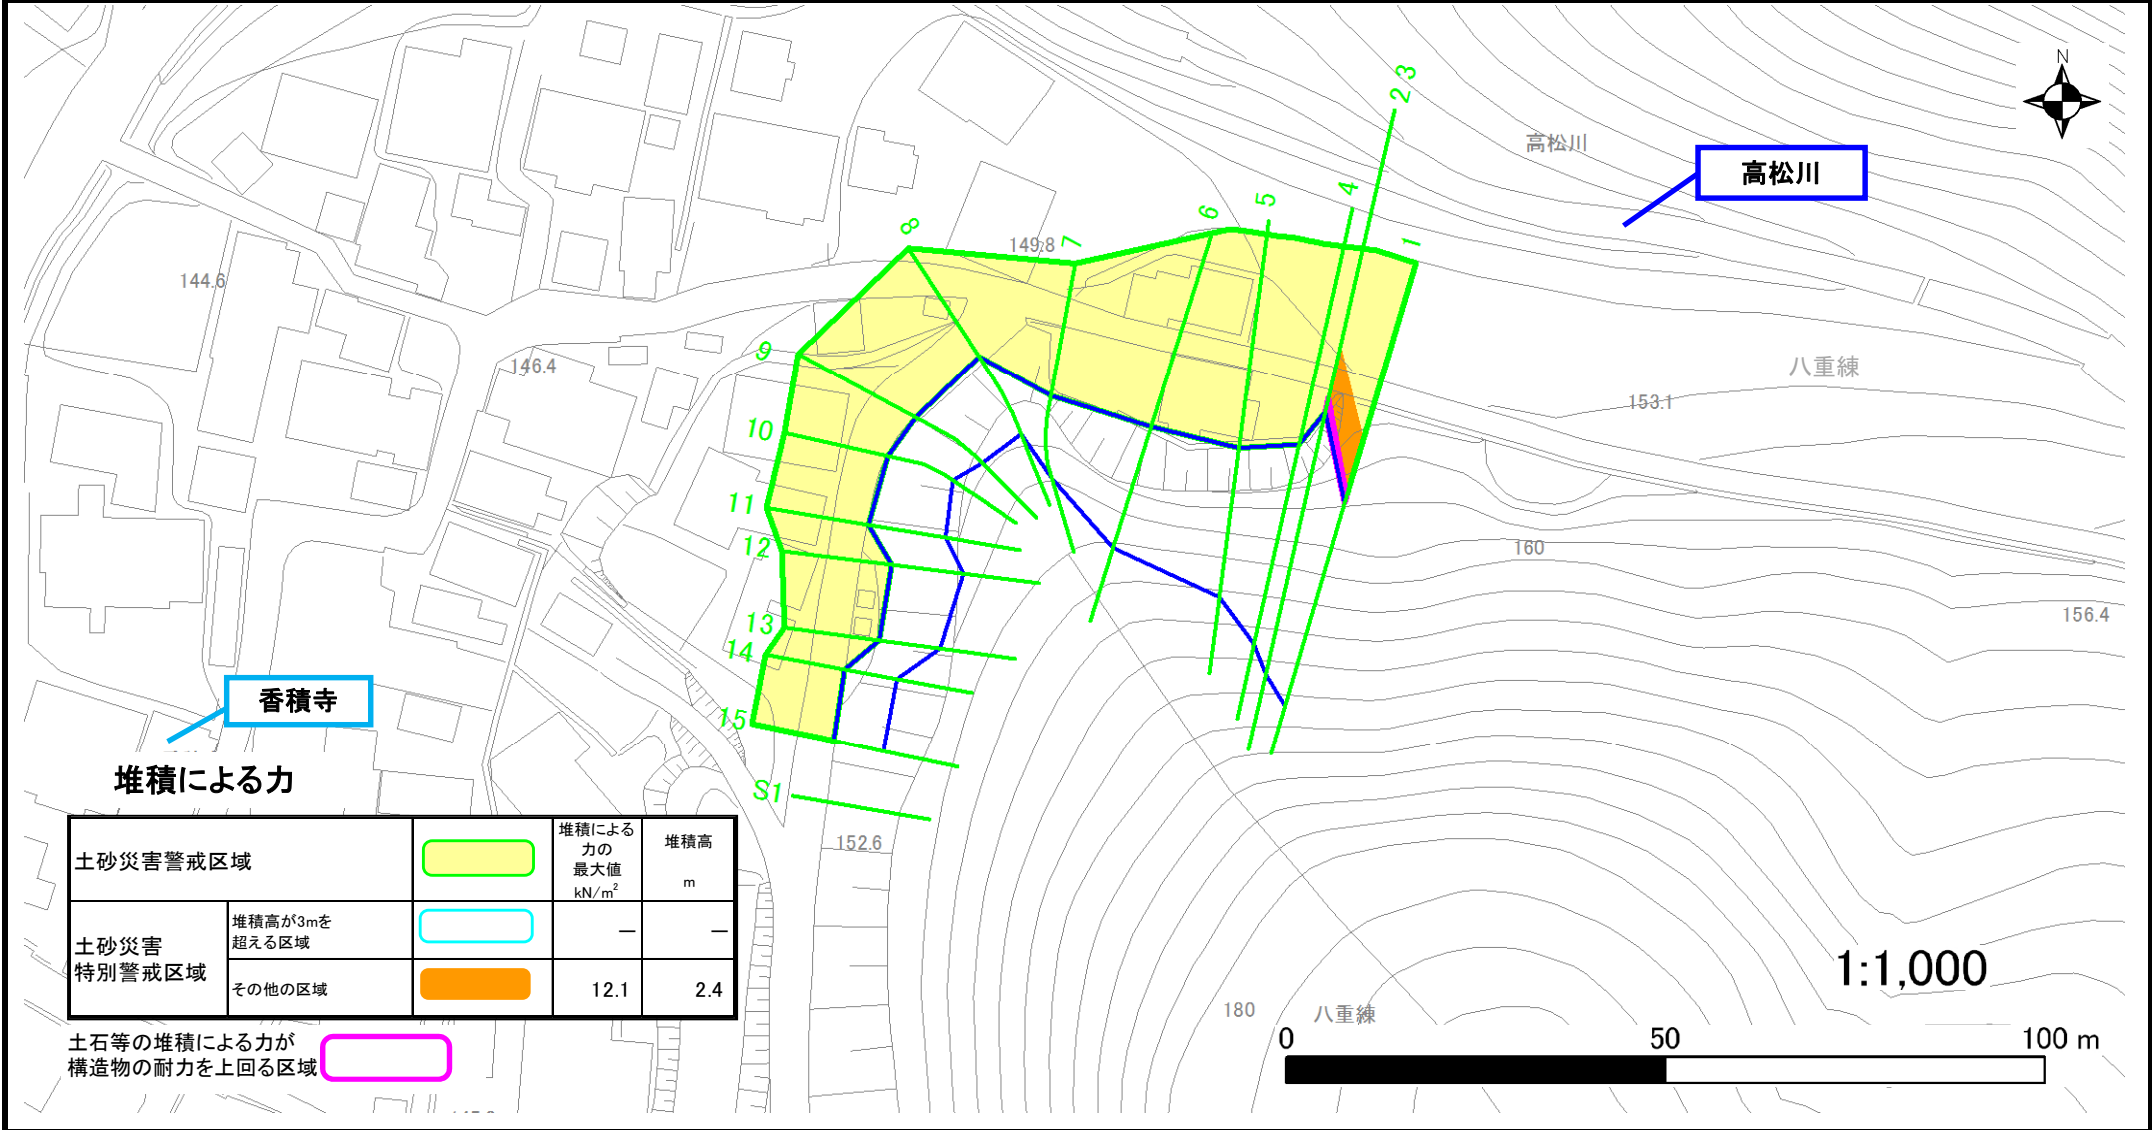 N
2 3
高松川
高松川
4
5
6
1
8
7
149.8
144.6
9
146.4
八重練
153.1
10
11
12
160
156.4
13
14
香積寺
15
堆積による力
S1
152.6
土砂災害警戒区域
堆積による
力の
最大値
kN/m²
堆積高
m
土砂災害
特別警戒区域
堆積高が3mを
超える区域
—
—
その他の区域
12.1
2.4
土石等の堆積による力が
構造物の耐力を上回る区域
180
八重練
1:1,000
0 50 100 m